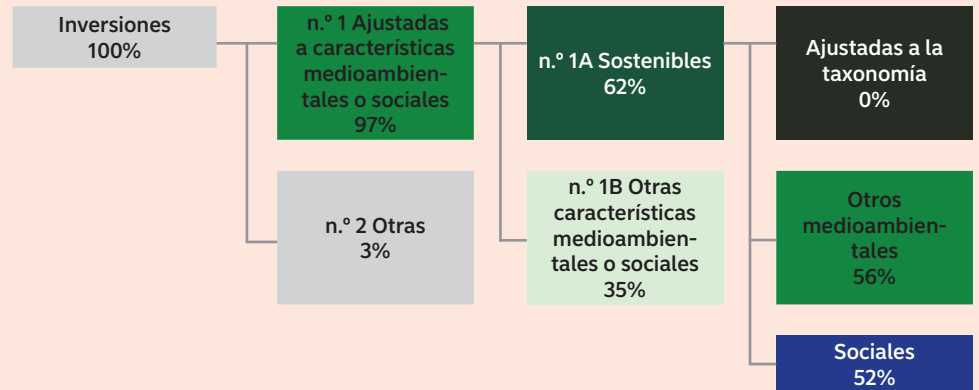 Inversiones
100%
n.º 1 Ajustadas
a características
medioambien-
tales o sociales
97%
n.º 2 Otras
3%
n.º 1A Sostenibles
62%
n.º 1B Otras
características
medioambien-
tales o sociales
35%
Ajustadas a la
taxonomía
0%
Otros
medioambien-
tales
56%
Sociales
52%